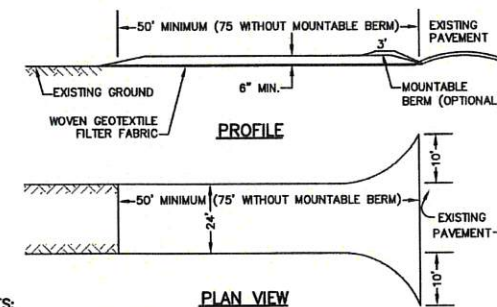 50' MINIMUM (75 WITHOUT MOUNTABLE BERM)
EXISTING
PAVEMENT
3'
EXISTING GROUND
6" MIN.
MOUNTABLE
BERM (OPTIONAL
WOVEN GEOTEXTILE
FILTER FABRIC
PROFILE
10'
50' MINIMUM (75' WITHOUT MOUNTABLE BERM)
24'
EXISTING
PAVEMENT
10'
PLAN VIEW
TS: